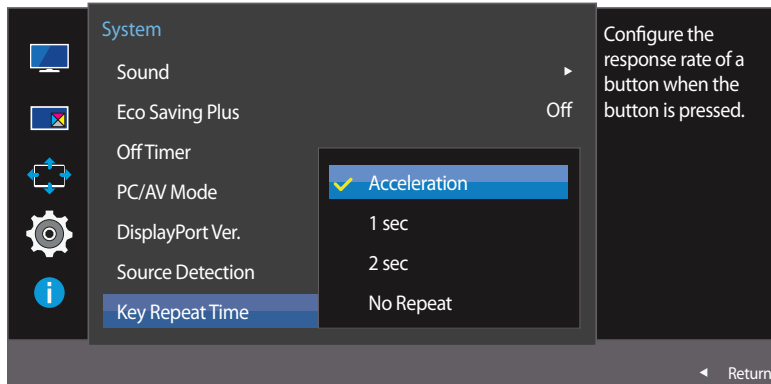 System
Sound
Eco Saving Plus Off
Off Timer
PC/AV Mode
DisplayPort Ver.
Source Detection
Key Repeat Time
Acceleration
1 sec
2 sec
No Repeat
Configure the
response rate of a
button when the
button is pressed.
Return